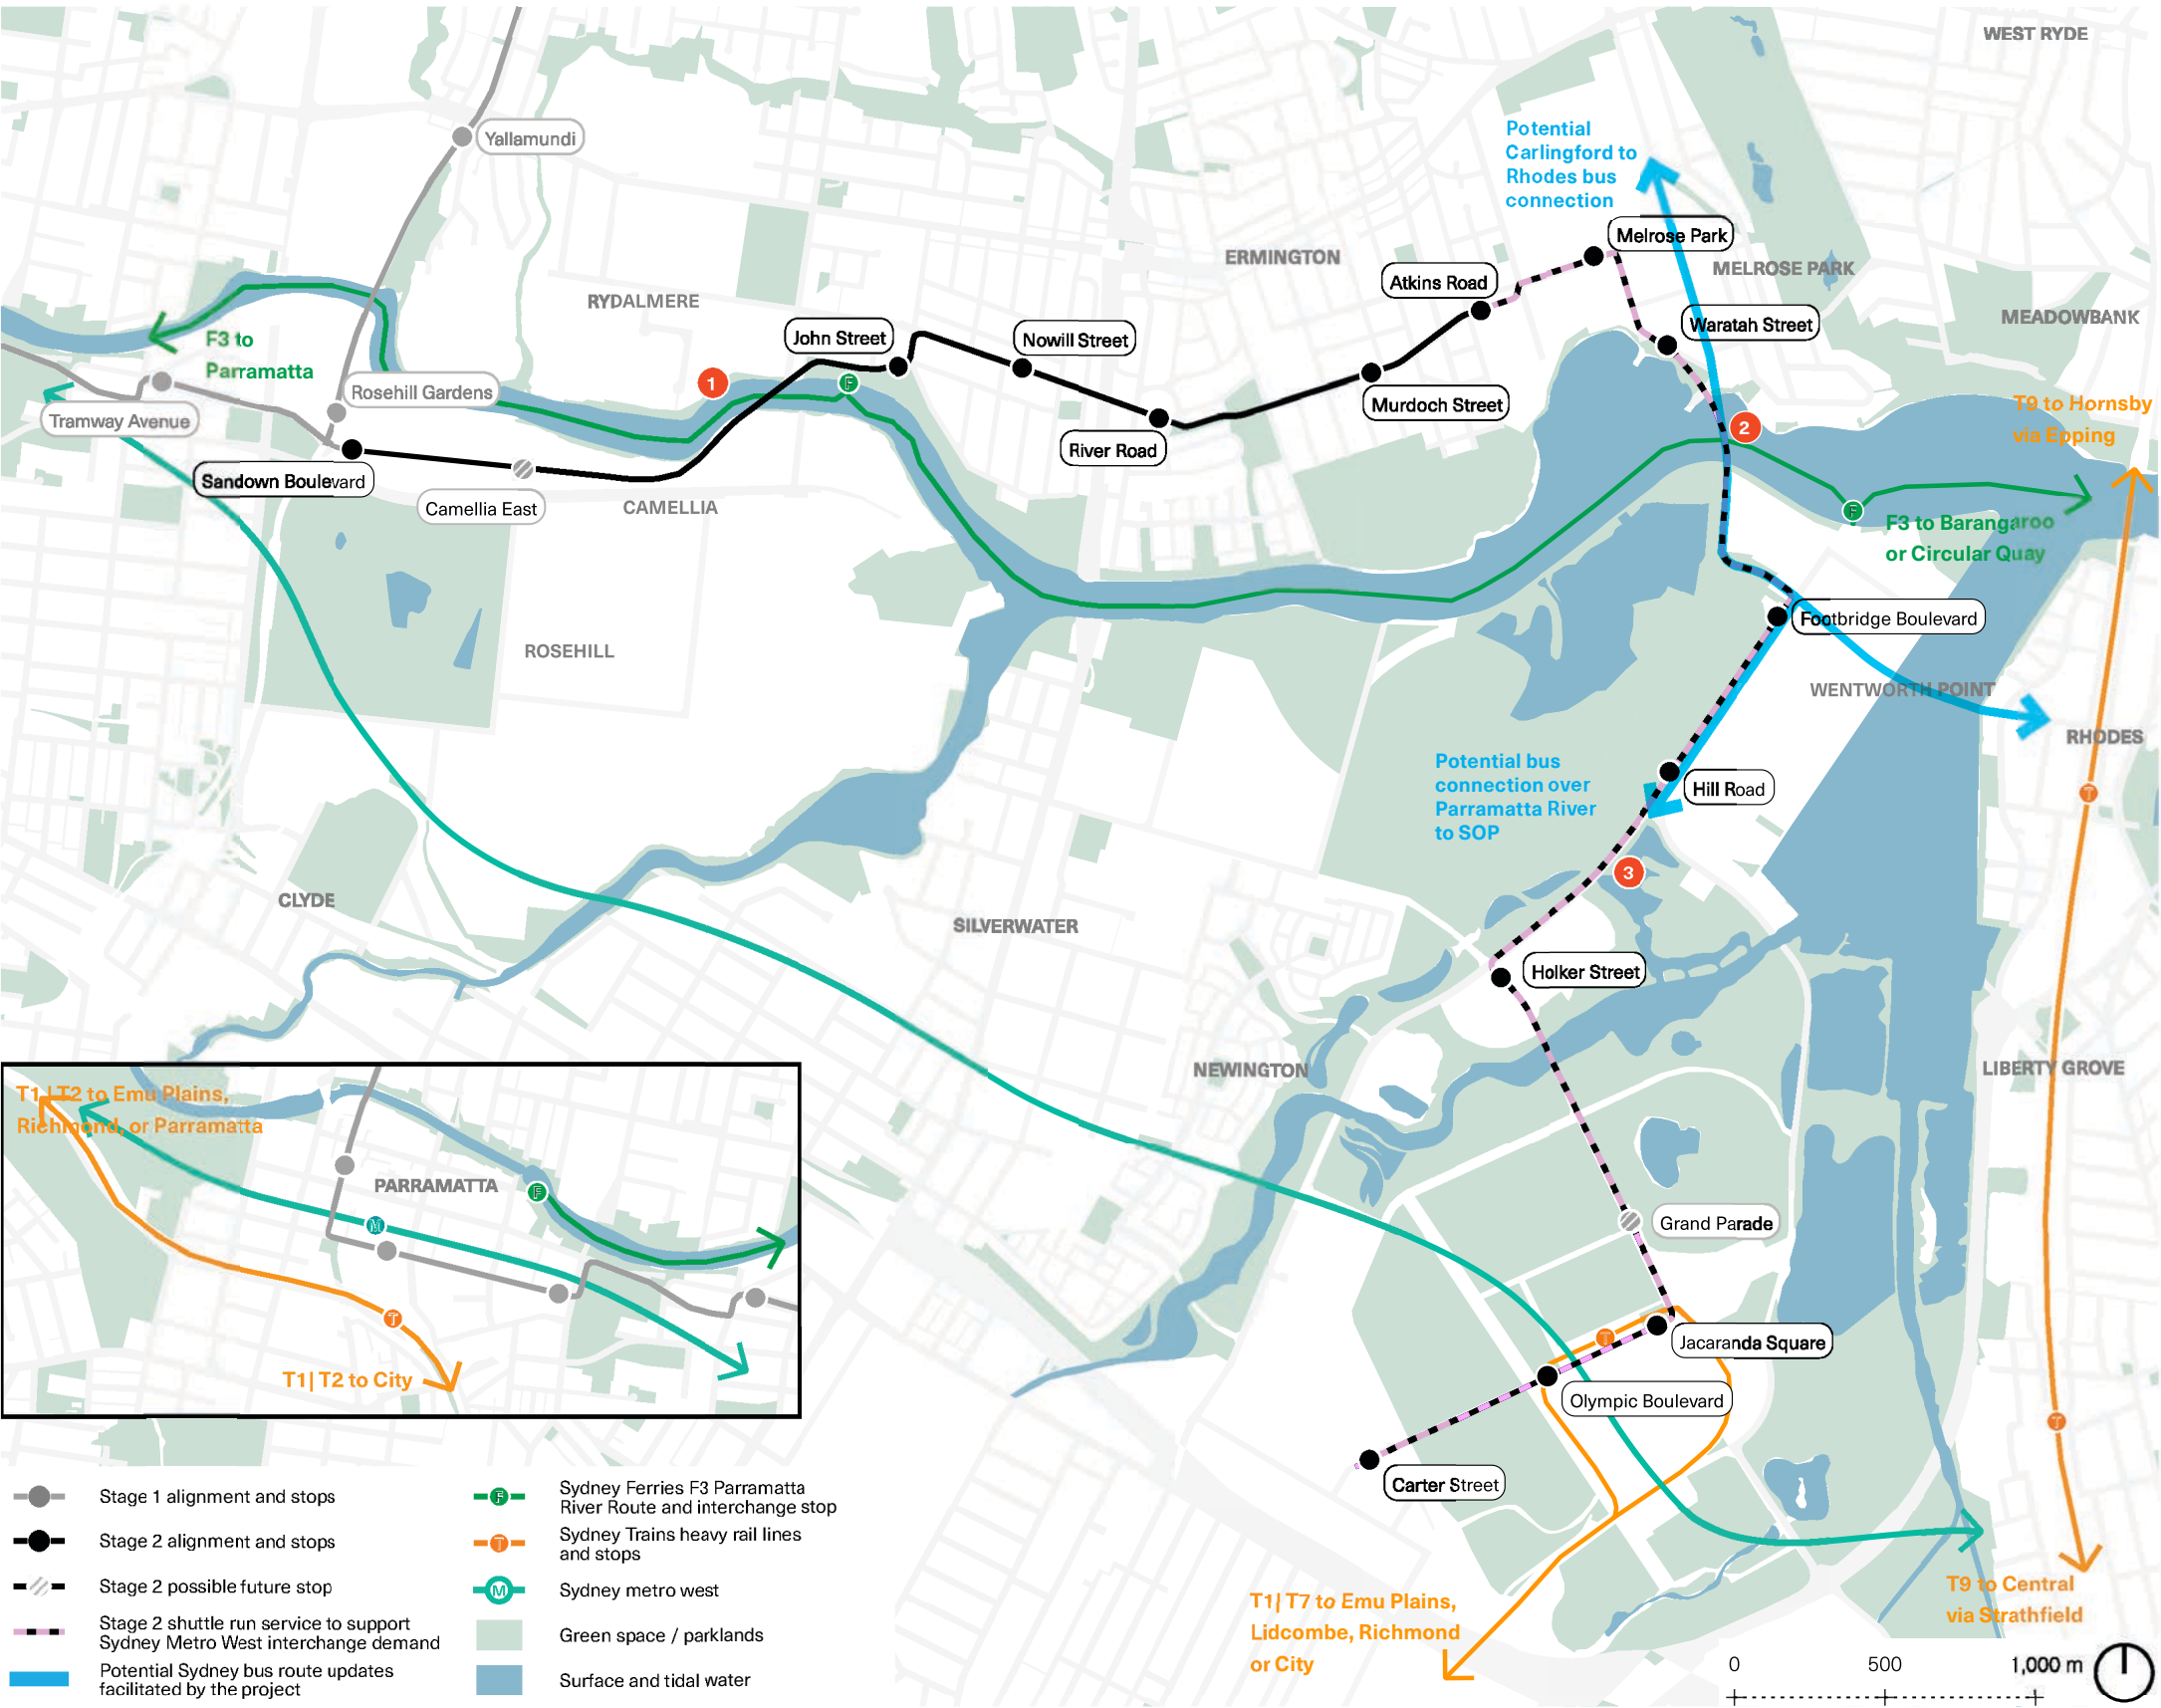 WEST RYDE
Potential
Carlingford to
Rhodes bus
connection
Yallamundi
Melrose Park
ERMINGTON
MELROSE PARK
Atkins Road
RYDALMERE
MEADOWBANK
Waratah Street
F3 to
Parramatta
John Street
Nowill Street
1
F
Rosehill Gardens
Tramway Avenue
Murdoch Street
T9 to Hornsby
via Epping
2
River Road
Sandown Boulevard
Camellia East
CAMELLIA
F
F3 to Barangaroo
or Circular Quay
Footbridge Boulevard
ROSEHILL
WENTWORTH POINT
RHODES
Potential bus
connection over
Parramatta River
to SOP
Hill Road
T
3
CLYDE
SILVERWATER
Holker Street
NEWINGTON
LIBERTY GROVE
T1 | T2 to Emu Plains,
Richmond, or Parramatta
PARRAMATTA
F
M
T
T1| T2 to City
Grand Parade
T
Jacaranda Square
Olympic Boulevard
T
Carter Street
T1| T7 to Emu Plains,
Lidcombe, Richmond
or City
T9 to Central
via Strathfield
Stage 1 alignment and stops
Stage 2 alignment and stops
Stage 2 possible future stop
Stage 2 shuttle run service to support
Sydney Metro West interchange demand
Potential Sydney bus route updates
facilitated by the project
F
Sydney Ferries F3 Parramatta
River Route and interchange stop
T
Sydney Trains heavy rail lines
and stops
M
Sydney metro west
Green space / parklands
Surface and tidal water
0 500 1,000 m